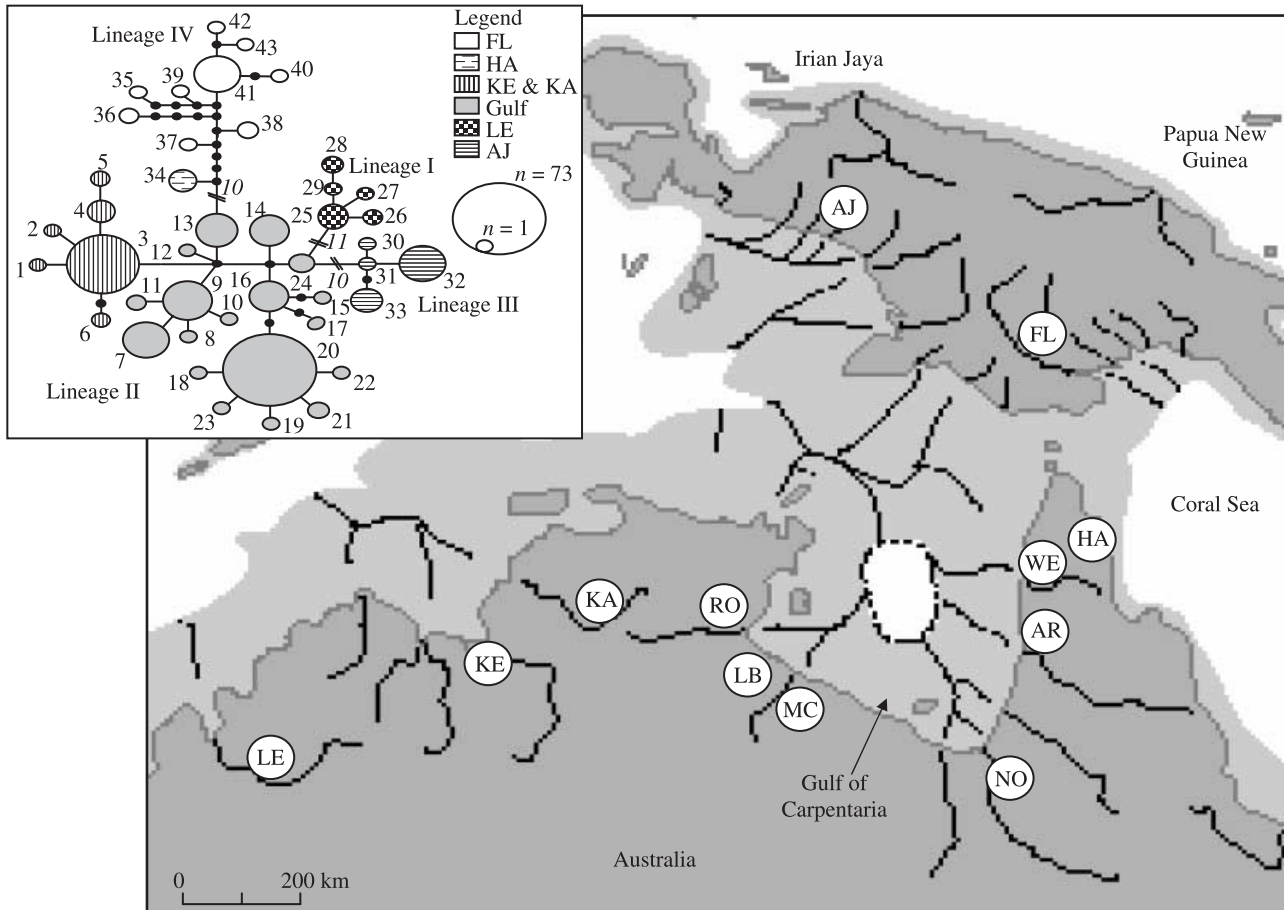 Legend
FL
HA
KE & KA
Gulf
LE
AJ
n = 73
n = 1
Lineage IV
42
43
40
41
39
35
36
38
37
34
10
Lineage I
28
29
27
25
26
11
5
4
2
3
1
6
13
14
12
9
11
10
8
7
16
24
15
17
30
31
32
33
10
Lineage III
Lineage II
20
18
22
23
19
21
Irian Jaya
Papua New
Guinea
AJ
FL
Coral Sea
HA
WE
AR
KA
RO
KE
LB
MC
LE
NO
Gulf of
Carpentaria
Australia
0 200 km